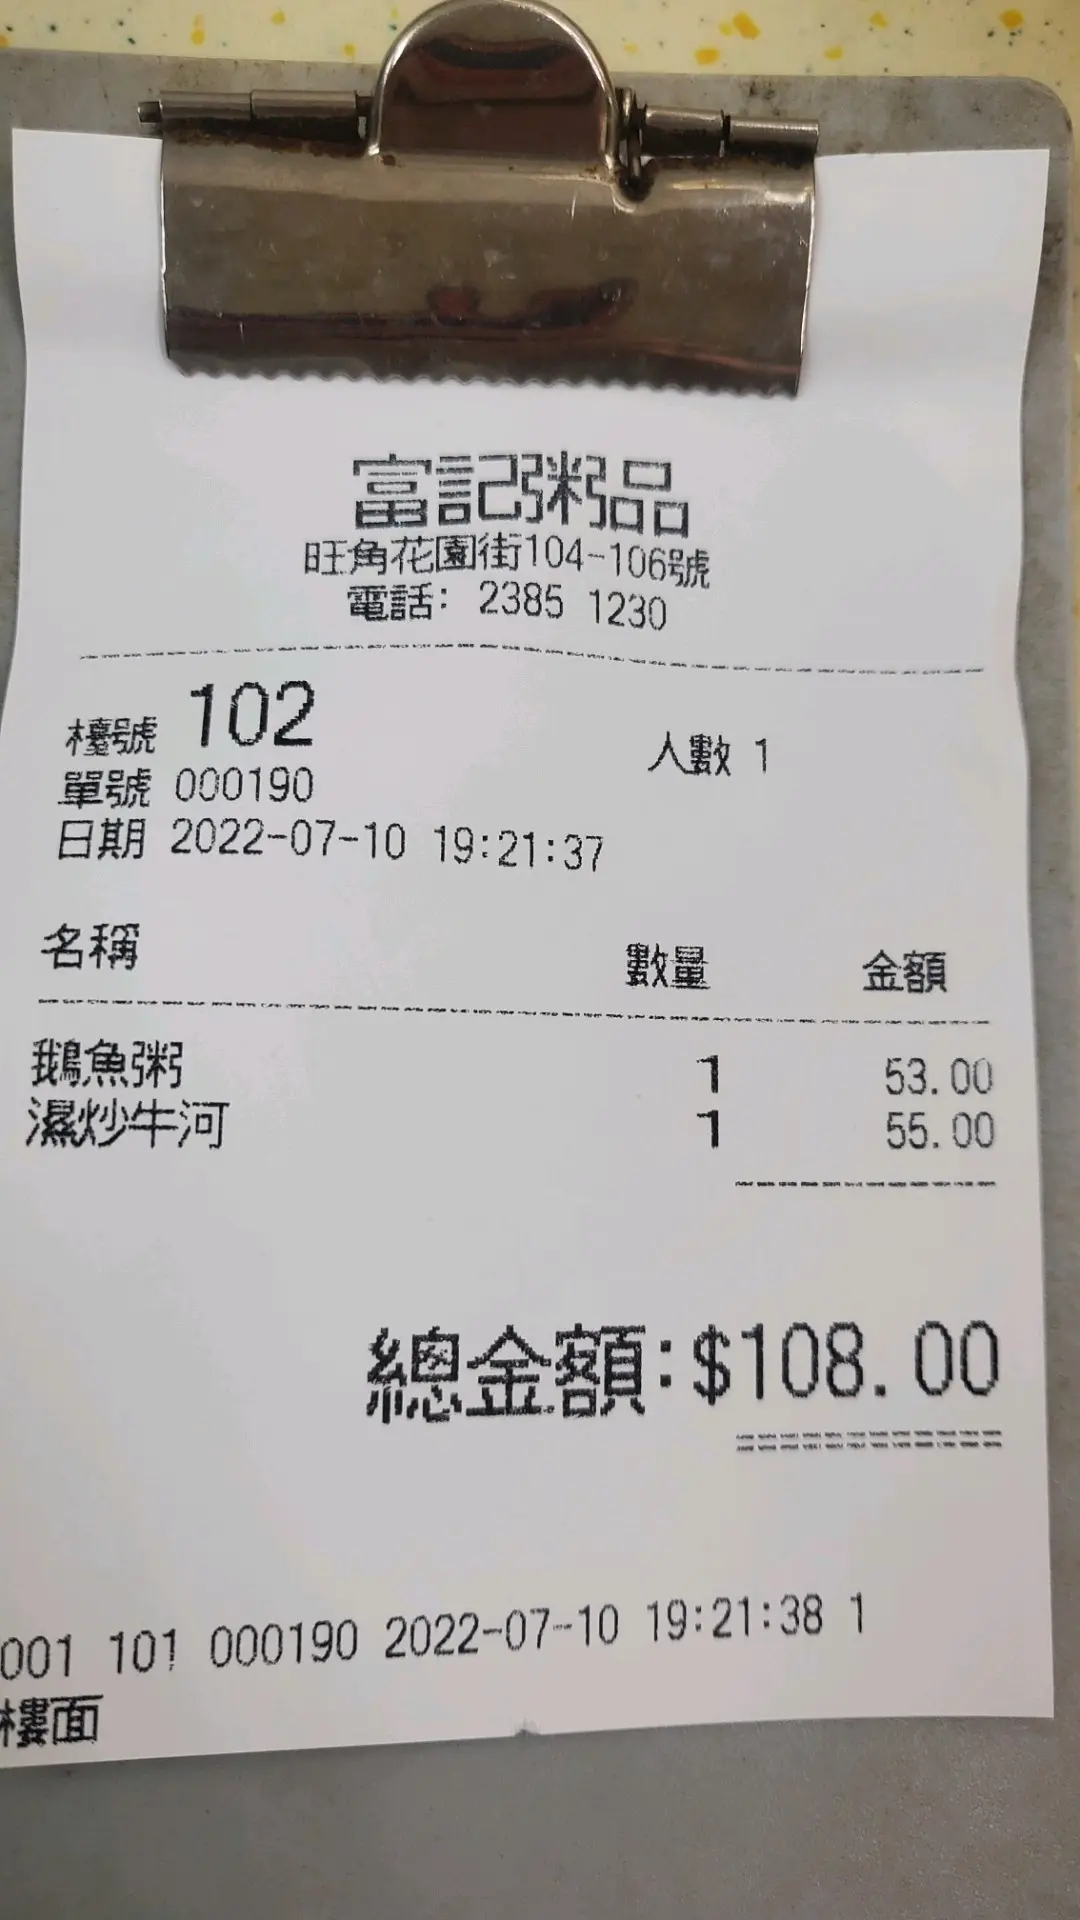 富記粥品
旺角花園街104-106號
電話: 2385 1230
檯號 102 人數 1
單號 000190
日期 2022-07-10 19:21:37
名稱 數量 金額
鵝魚粥 1 53.00
濕炒牛河 1 55.00
總金額:$108.00
001 101 000190 2022-07-10 19:21:38 1
樓面